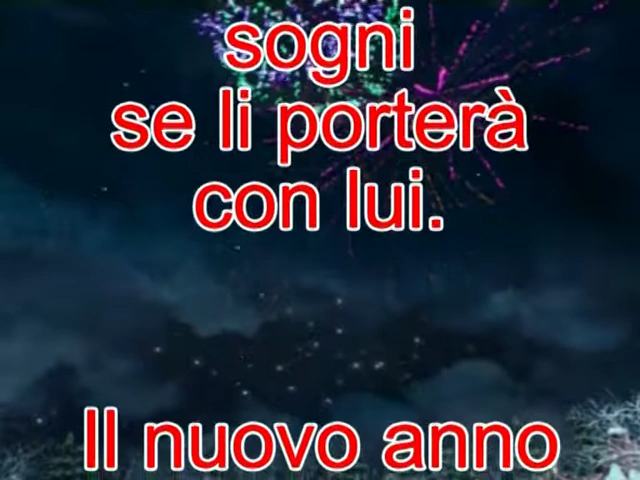 sogni
se li porterà
con lui.
Il nuovo anno